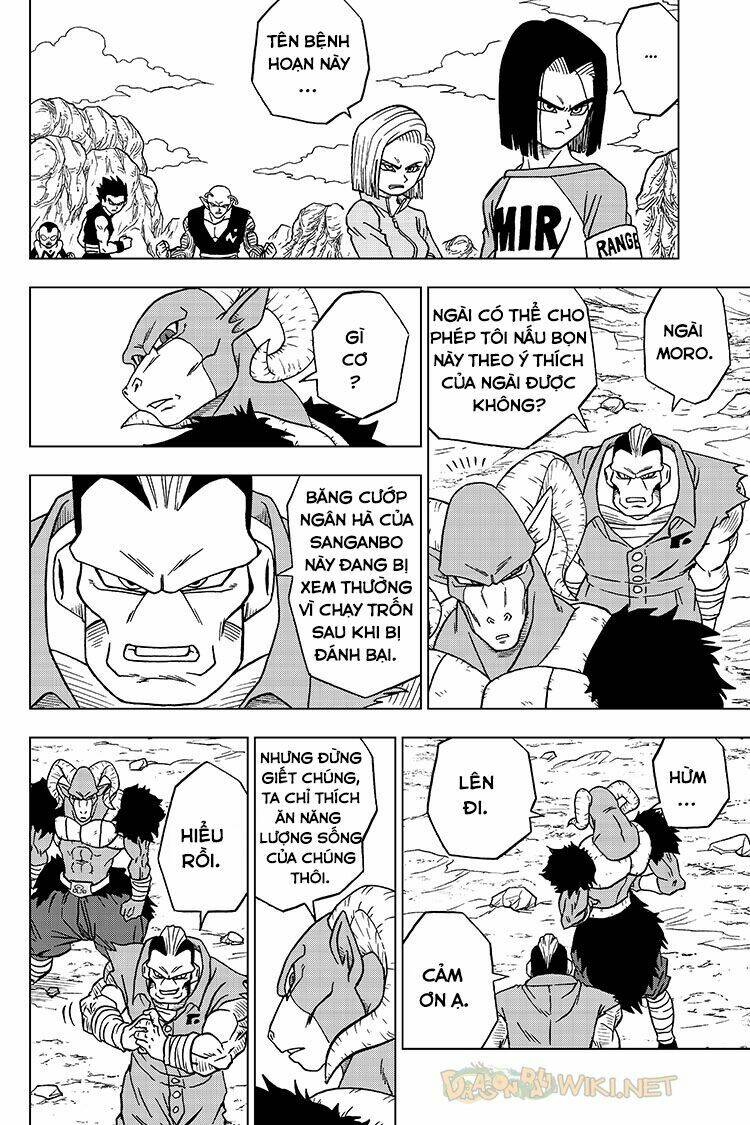 ...
TÊN BỆNH
HOẠN NÀY
...
MIR
RANGE
NGÀI
MORO.
NGÀI CÓ THỂ CHO
PHÉP TÔI NẤU BỌN
NÀY THEO Ý THÍCH
CỦA NGÀI ĐƯỢC
KHÔNG?
GÌ
CƠ
?
BĂNG CƯỚP
NGÂN HÀ CỦA
SANGANBO
NÀY ĐANG BỊ
XEM THƯỜNG
VÌ CHẠY TRỐN
SAU KHI BỊ
ĐÁNH BẠI.
HỪM
...
LÊN
ĐI.
CẢM
ƠN Ạ.
NHƯNG ĐỪNG
GIẾT CHÚNG,
TA CHỈ THÍCH
ĂN NĂNG
LƯỢNG SỐNG
CỦA CHÚNG
THÔI.
HIỂU
RỒI.
DRAGON BALL WIKI.NET